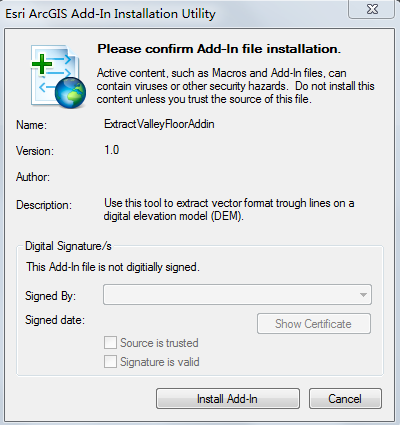 Esri ArcGIS Add-In Installation Utility
Please confirm Add-In file installation.
Active content, such as Macros and Add-In files, can
contain viruses or other security hazards. Do not install this
content unless you trust the source of this file.
Name: ExtractValleyFloorAddin
Version: 1.0
Author:
Description: Use this tool to extract vector format trough lines on a
digital elevation model (DEM).
Digital Signature/s
This Add-In file is not digitially signed.
Signed By:
Signed date: Show Certificate
Source is trusted
Signature is valid
Install Add-In Cancel